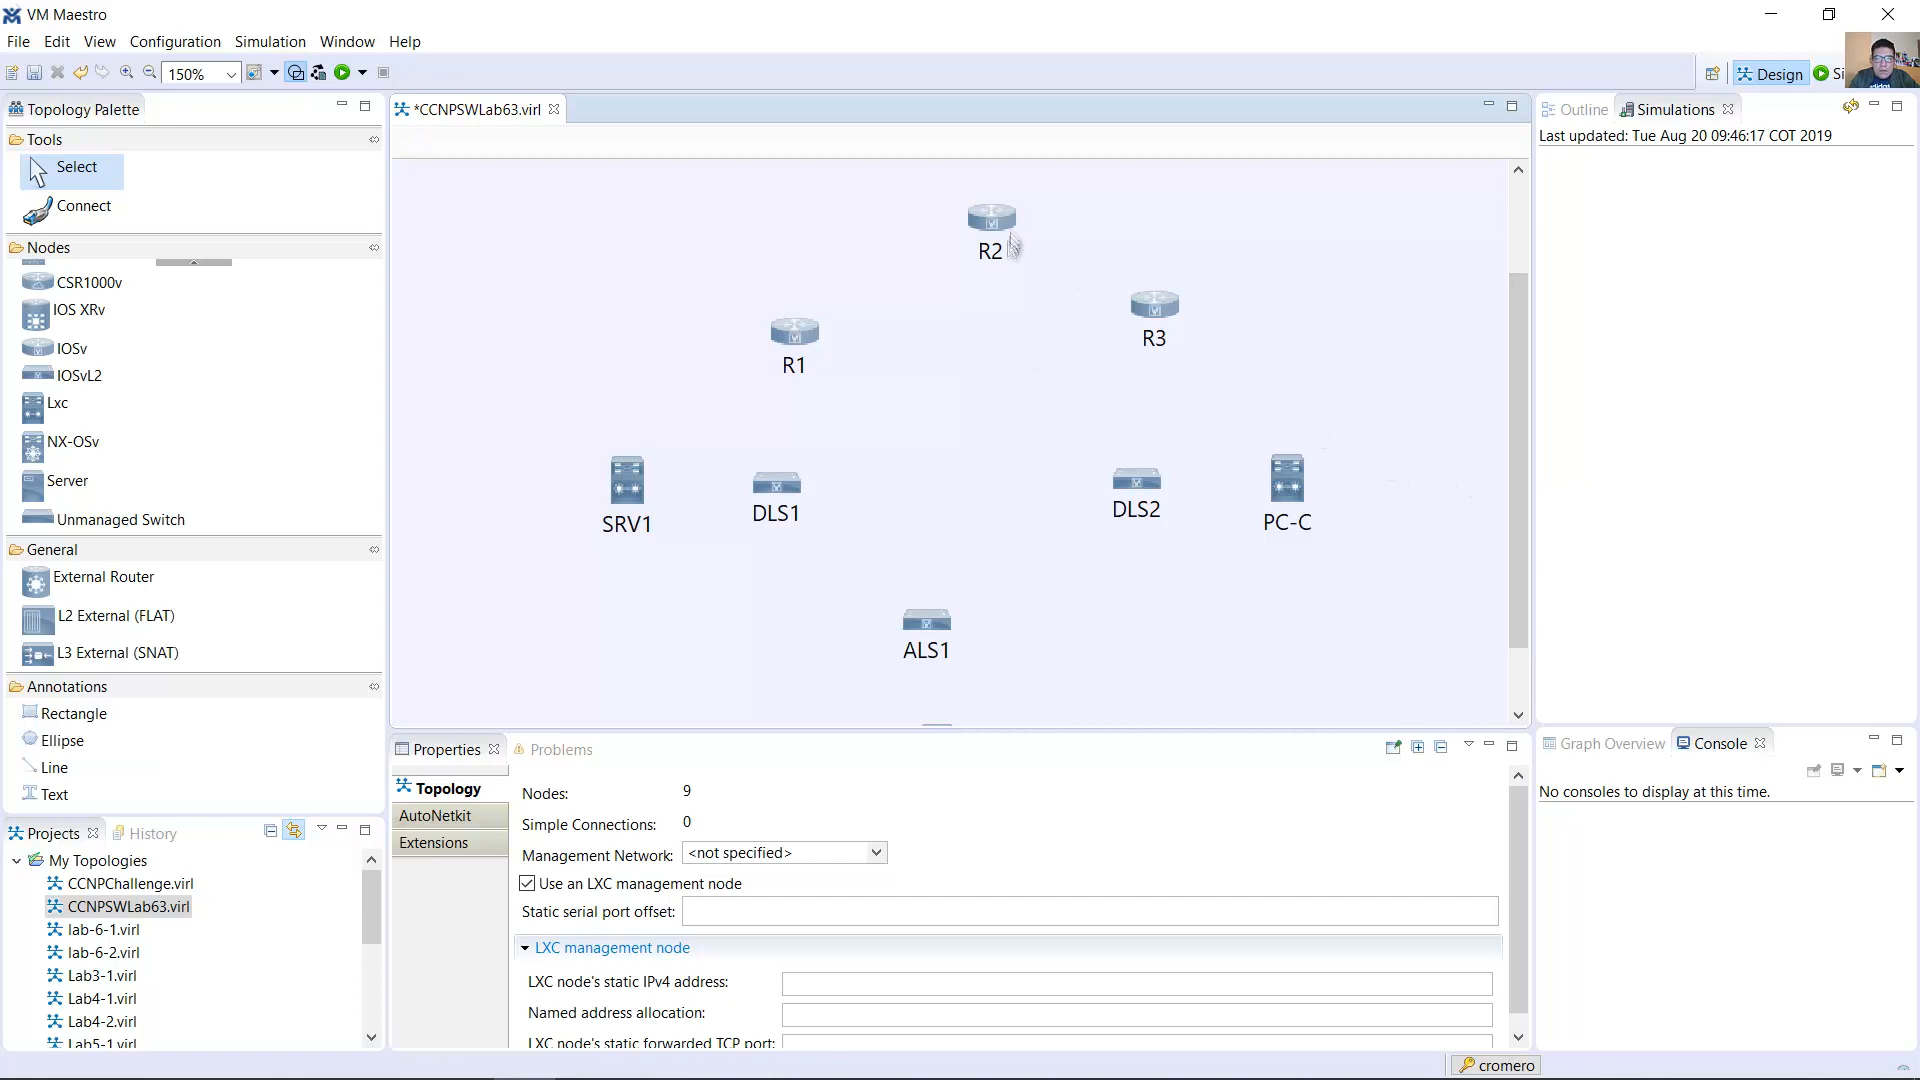 VM Maestro
File Edit View Configuration Simulation Window Help
150%
Design
Si
Topology Palette
Tools
Select
Connect
Nodes
CSR1000v
IOS XRv
IOSv
IOSvL2
Lxc
NX-OSv
Server
Unmanaged Switch
General
External Router
L2 External (FLAT)
L3 External (SNAT)
Annotations
Rectangle
Ellipse
Line
Text
Projects History
My Topologies
CCNPChallenge.virl
CCNPSWLab63.virl
lab-6-1.virl
lab-6-2.virl
Lab3-1.virl
Lab4-1.virl
Lab4-2.virl
Lab5-1.virl
*CCNPSWLab63.virl
R2
R3
R1
SRV1
DLS1
DLS2
PC-C
ALS1
Properties Problems
Topology
AutoNetkit
Extensions
Nodes: 9
Simple Connections: 0
Management Network: <not specified>
Use an LXC management node
Static serial port offset:
LXC management node
LXC node's static IPv4 address:
Named address allocation:
LXC node's static forwarded TCP port:
Outline Simulations
Last updated: Tue Aug 20 09:46:17 COT 2019
Graph Overview Console
No consoles to display at this time.
cromero